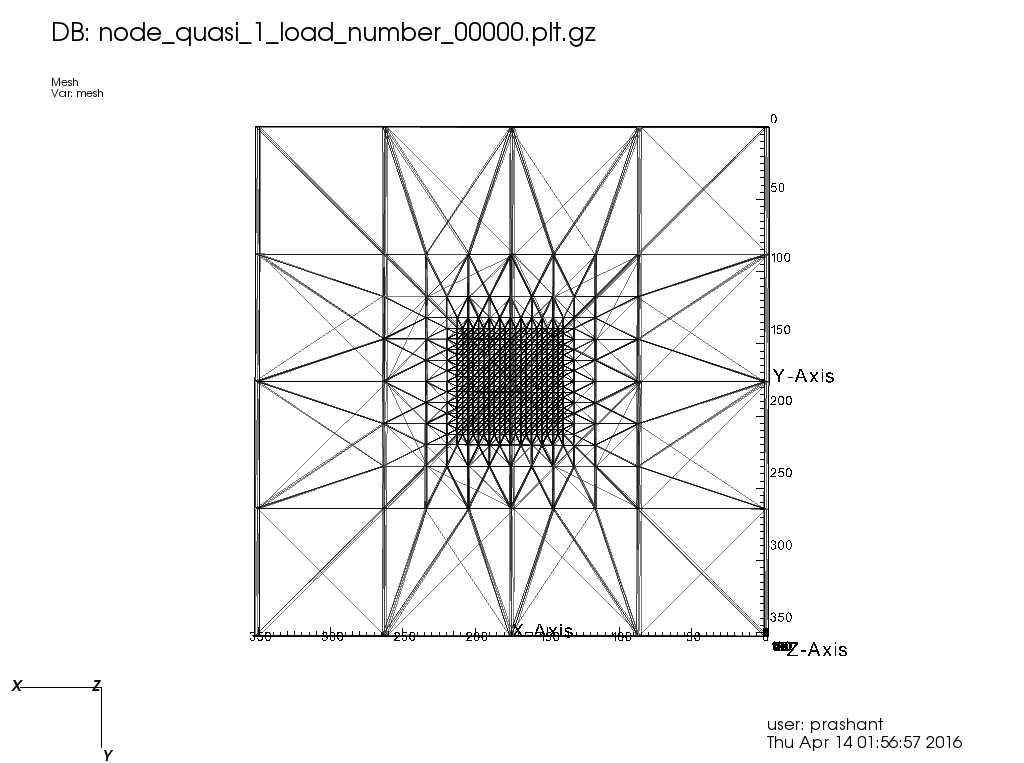 DB: node_quasi_1_load_number_00000.plt.gz
Mesh
Var: mesh
0
50
100
150
Y-Axis
200
250
300
350
350 300 250 200 150 100 50 0
X-Axis
Z-Axis
X Z
Y
user: prashant
Thu Apr 14 01:56:57 2016